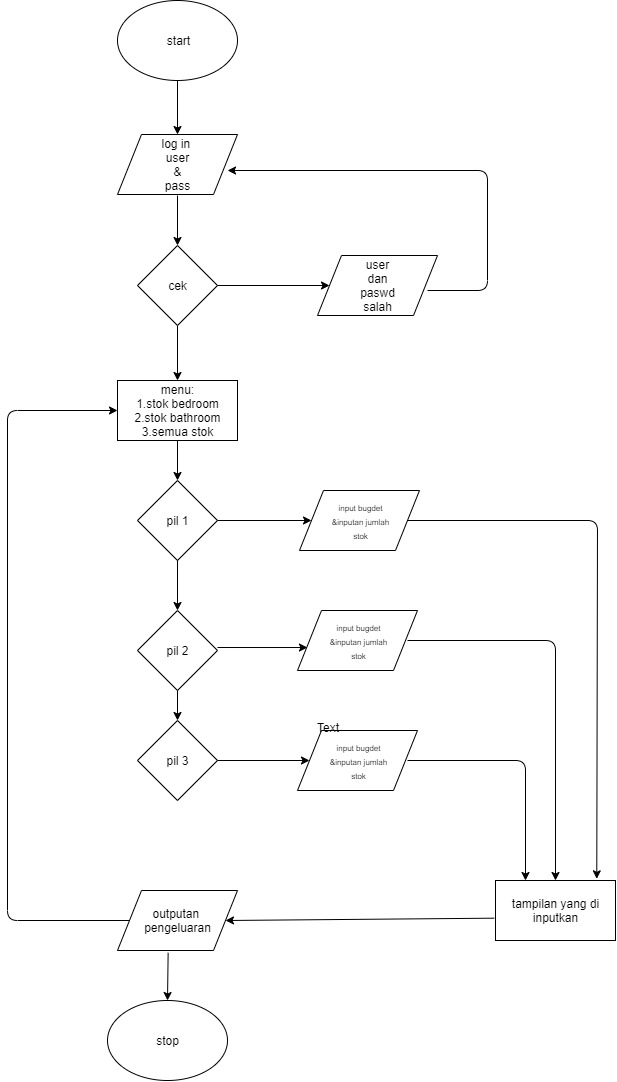 start
log in
user
&
pass
cek
user
dan
paswd
salah
menu:
1.stok bedroom
2.stok bathroom
3.semua stok
pil 1
input bugdet
&inputan jumlah
stok
pil 2
input bugdet
&inputan jumlah
stok
Text
pil 3
input bugdet
&inputan jumlah
stok
tampilan yang di
inputkan
outputan
pengeluaran
stop